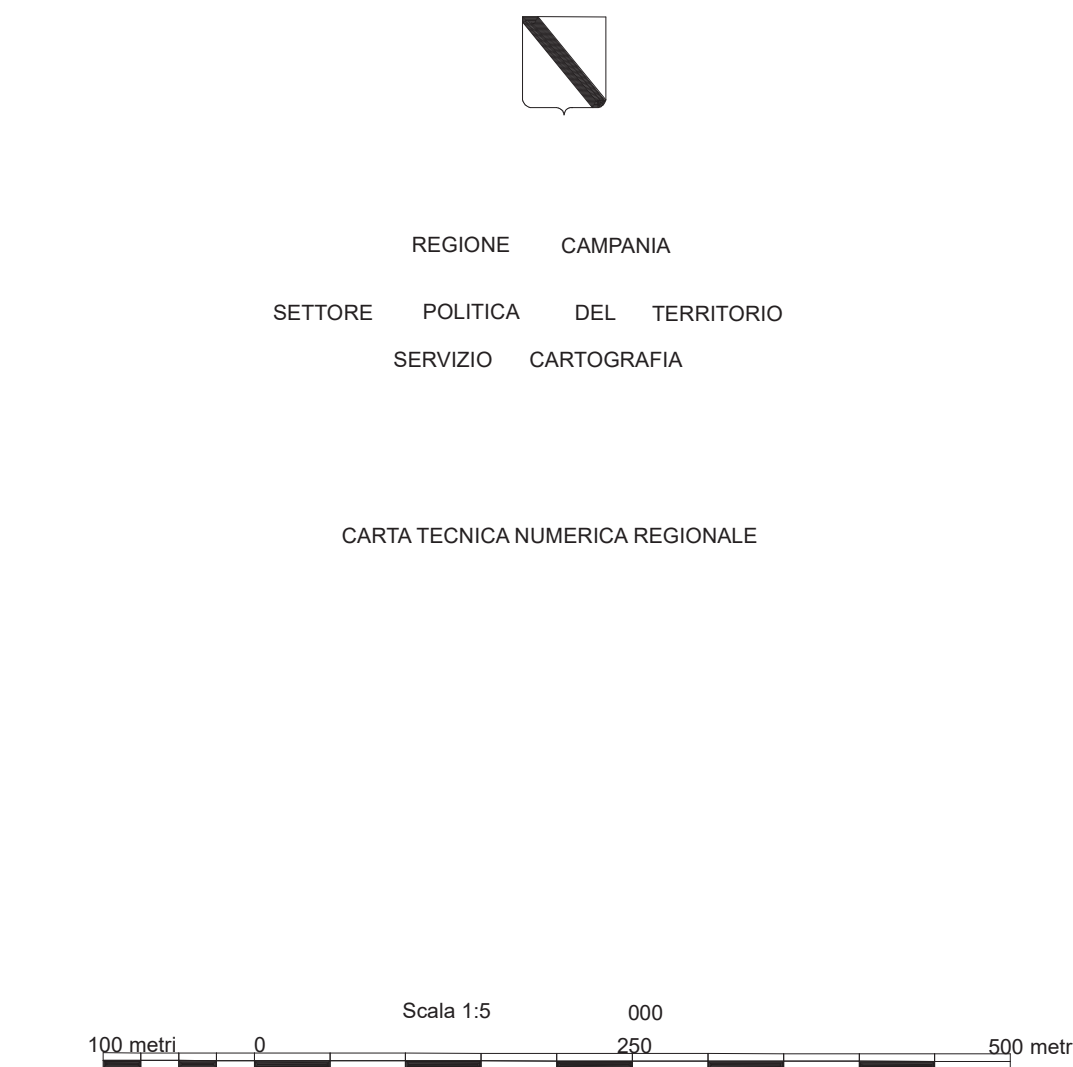 REGIONE CAMPANIA
SETTORE POLITICA DEL TERRITORIO
SERVIZIO CARTOGRAFIA
CARTA TECNICA NUMERICA REGIONALE
Scala 1:5 000
100 metri 0 250 500 metr